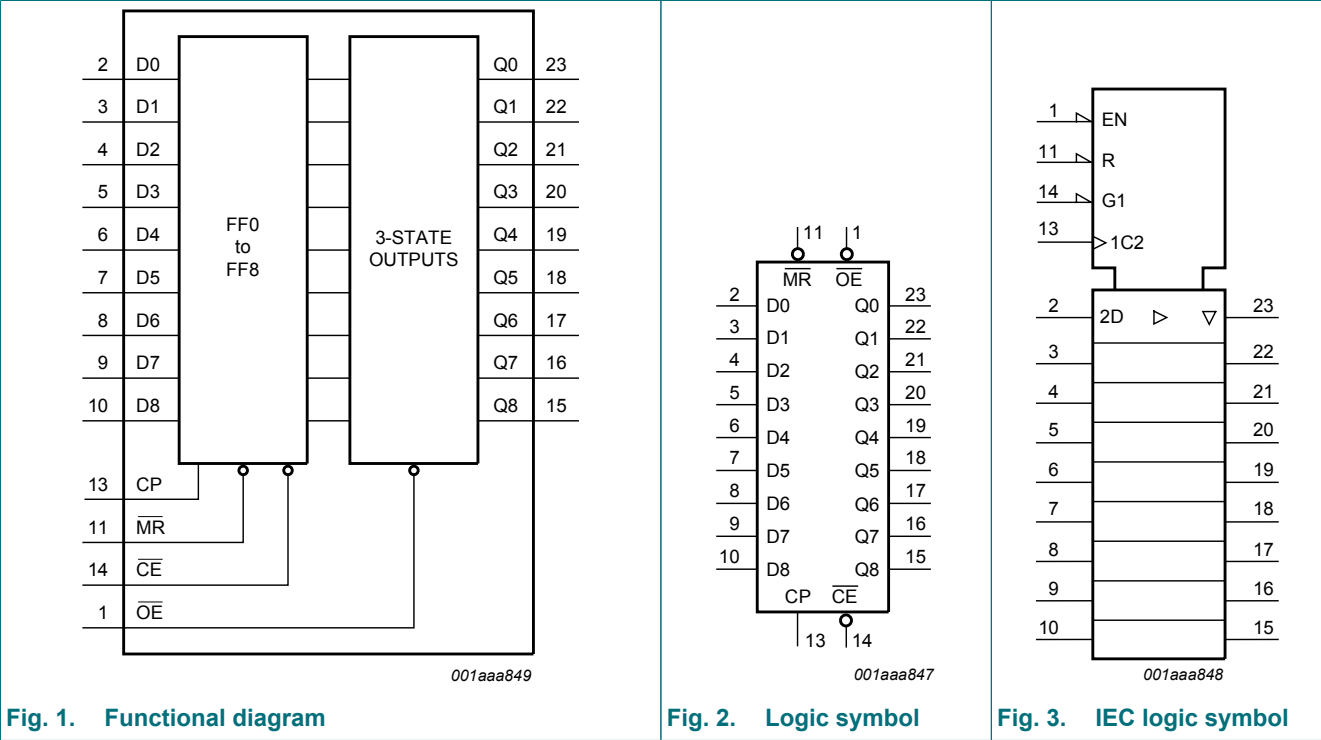 2 D0 Q0 23
3 D1 Q1 22
4 D2 Q2 21
5 D3 Q3 20
6 D4 Q4 19
7 D5 Q5 18
8 D6 Q6 17
9 D7 Q7 16
10 D8 Q8 15
FF0
to
FF8
3-STATE
OUTPUTS
13 CP
11 M̅R̅
14 C̅E̅
1 O̅E̅
001aaa849
Fig. 1. Functional diagram
11 1
M̅R̅ O̅E̅
2 D0 Q0 23
3 D1 Q1 22
4 D2 Q2 21
5 D3 Q3 20
6 D4 Q4 19
7 D5 Q5 18
8 D6 Q6 17
9 D7 Q7 16
10 D8 Q8 15
CP C̅E̅
13 14
001aaa847
Fig. 2. Logic symbol
1 EN
11 R
14 G1
13 1C2
2 2D ▷ ▽ 23
3 22
4 21
5 20
6 19
7 18
8 17
9 16
10 15
001aaa848
Fig. 3. IEC logic symbol